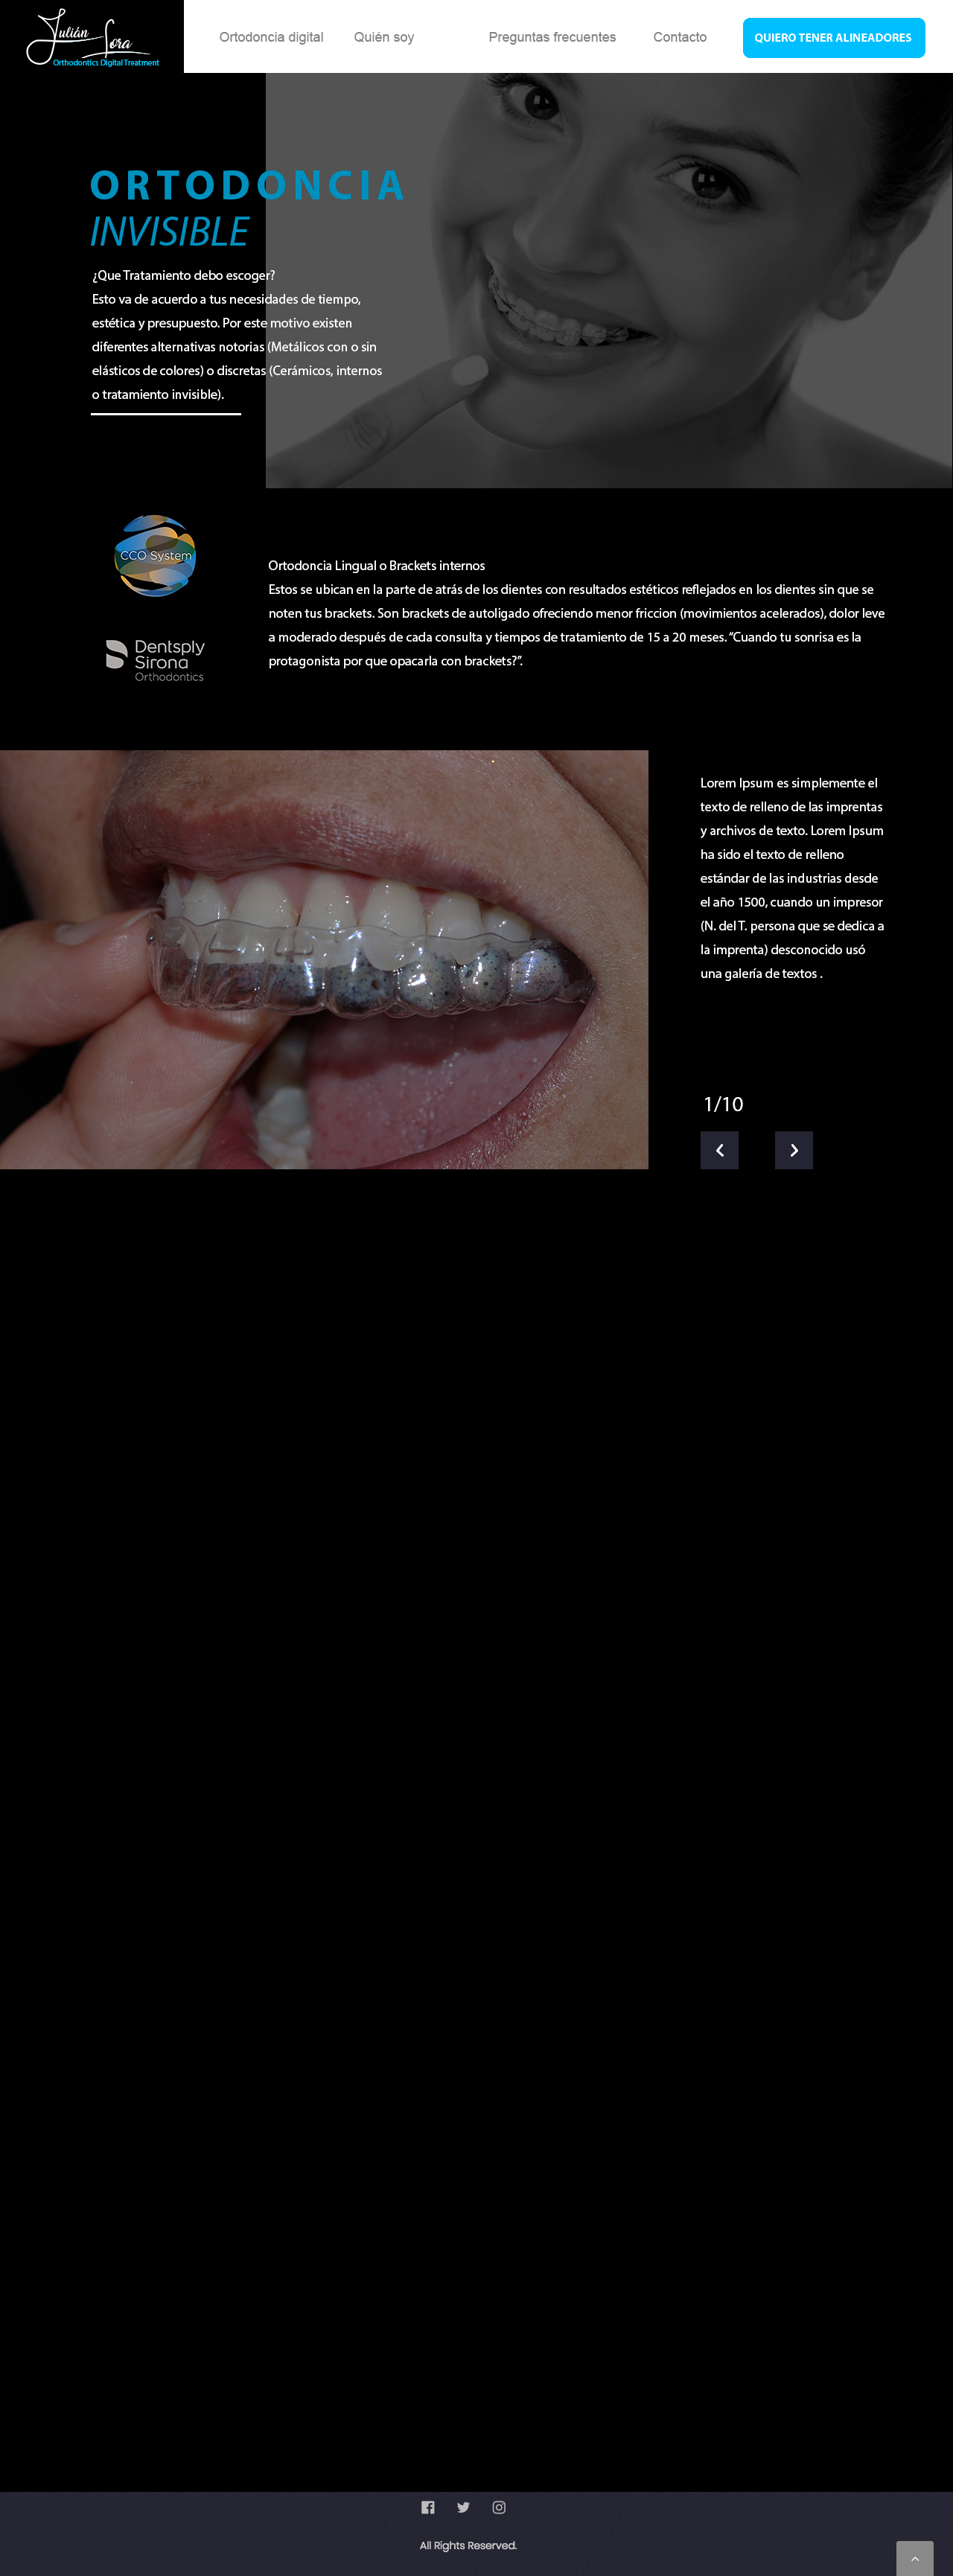 Julián Lora
Orthodontics Digital Treatment
Ortodoncia digital
Quién soy
Preguntas frecuentes
Contacto
QUIERO TENER ALINEADORES
ORTODONCIA
INVISIBLE
¿Que Tratamiento debo escoger?
Esto va de acuerdo a tus necesidades de tiempo,
estética y presupuesto. Por este motivo existen
diferentes alternativas notorias (Metálicos con o sin
elásticos de colores) o discretas (Cerámicos, internos
o tratamiento invisible).
CCO System
Dentsply
Sirona
Orthodontics
Ortodoncia Lingual o Brackets internos
Estos se ubican en la parte de atrás de los dientes con resultados estéticos reflejados en los dientes sin que se
noten tus brackets. Son brackets de autoligado ofreciendo menor friccion (movimientos acelerados), dolor leve
a moderado después de cada consulta y tiempos de tratamiento de 15 a 20 meses. “Cuando tu sonrisa es la
protagonista por que opacarla con brackets?”.
Lorem Ipsum es simplemente el
texto de relleno de las imprentas
y archivos de texto. Lorem Ipsum
ha sido el texto de relleno
estándar de las industrias desde
el año 1500, cuando un impresor
(N. del T. persona que se dedica a
la imprenta) desconocido usó
una galería de textos .
1/10
All Rights Reserved.